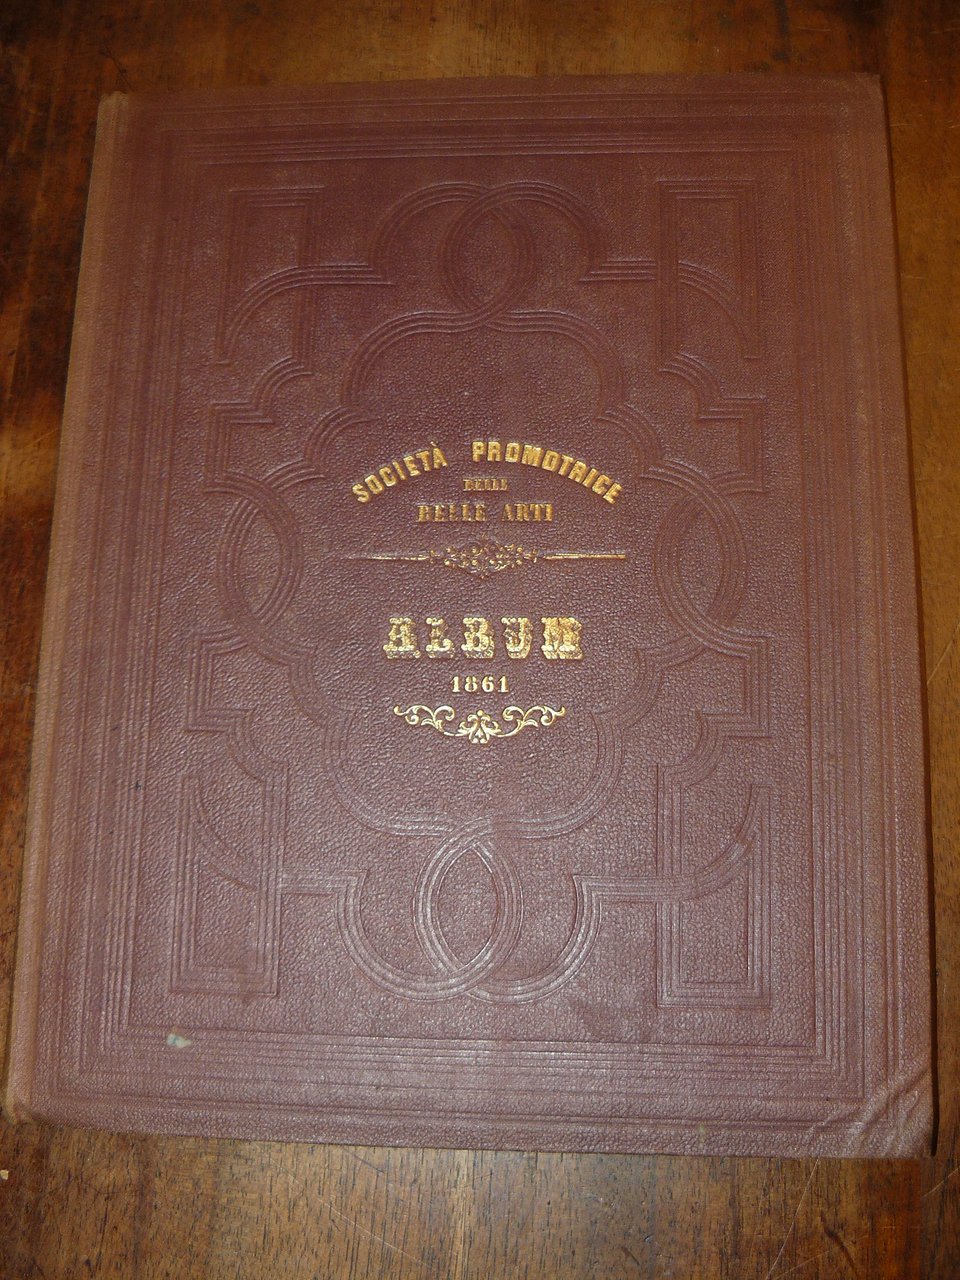 SOCIETÀ PROMOTRICE
DELLE
BELLE ARTI
ALBUM
1861